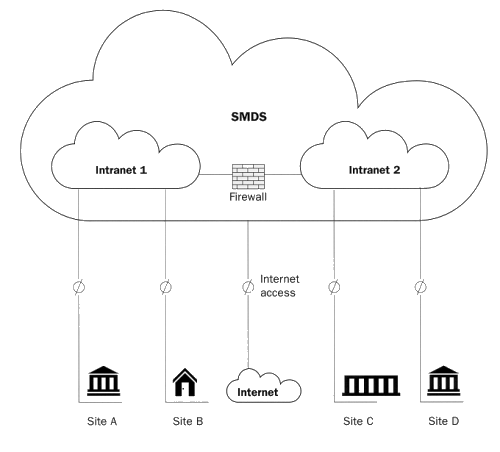 SMDS
Intranet 1
Intranet 2
Firewall
Internet
access
Internet
Site A
Site B
Site C
Site D